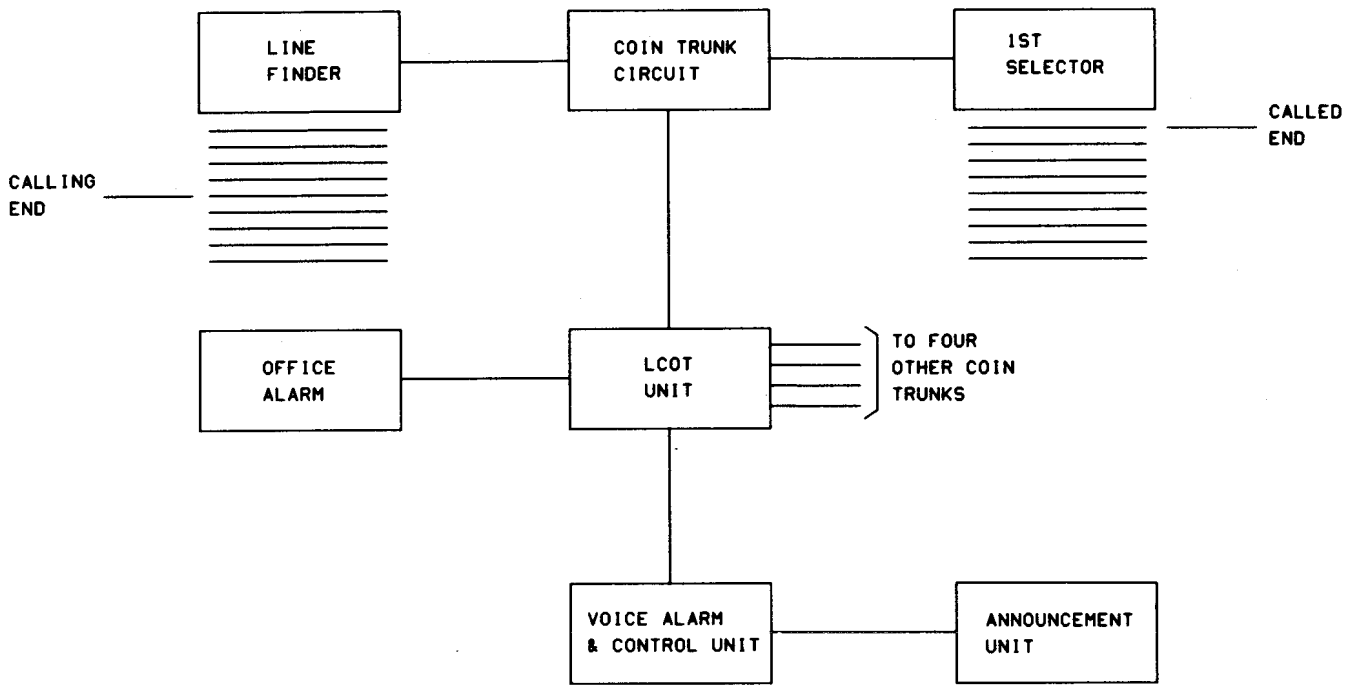 LINE
FINDER
COIN TRUNK
CIRCUIT
1ST
SELECTOR
CALLED
END
CALLING
END
OFFICE
ALARM
LCOT
UNIT
TO FOUR
OTHER COIN
TRUNKS
VOICE ALARM
& CONTROL UNIT
ANNOUNCEMENT
UNIT